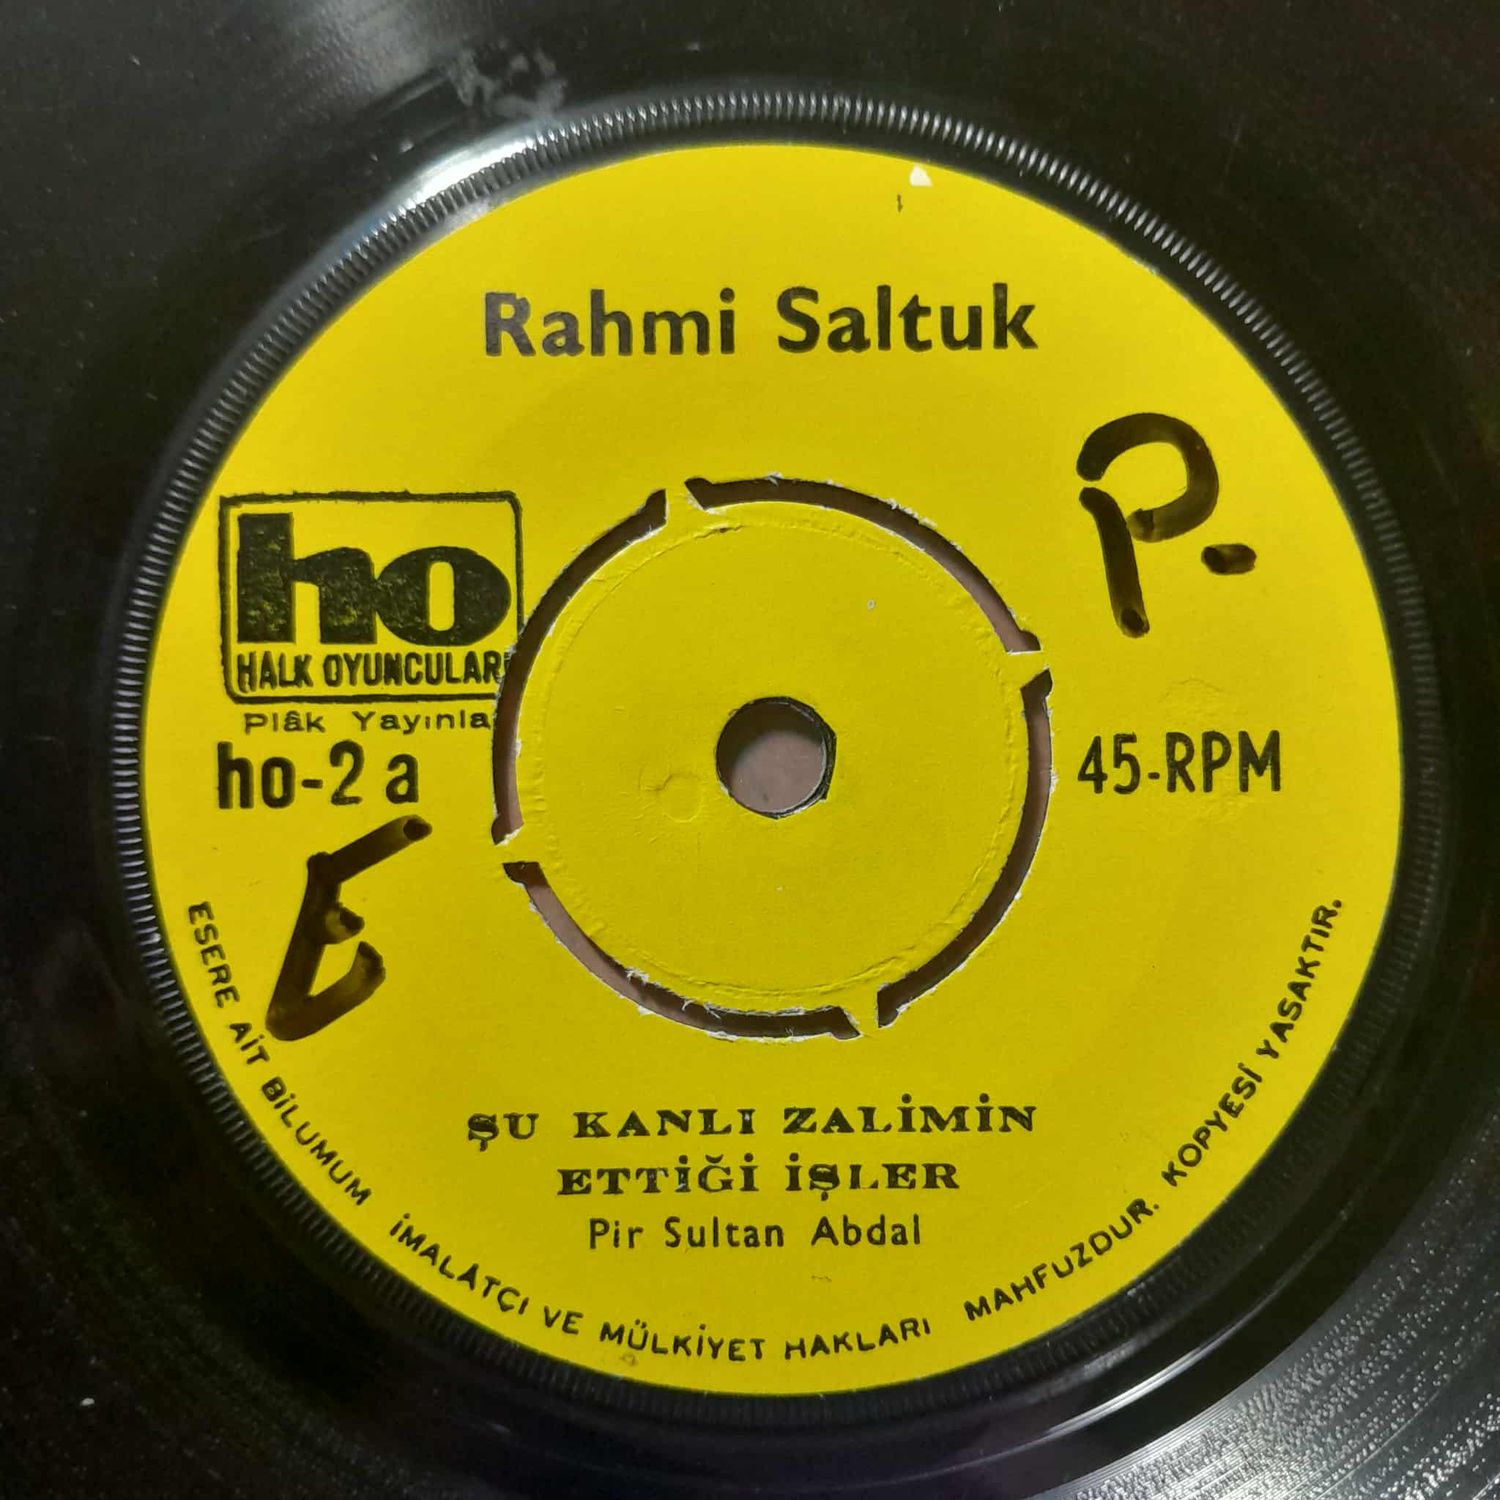 Rahmi Saltuk
P.
ho
HALK OYUNCULAR
Plâk Yayınla
ho-2 a
45-RPM
E
ŞU KANLI ZALİMİN
ETTİĞİ İŞLER
Pir Sultan Abdal
ESERE AİT BİLUMUM İMALATÇI VE MÜLKİYET HAKLARI MAHFUZDUR. KOPYESİ YASAKTIR.